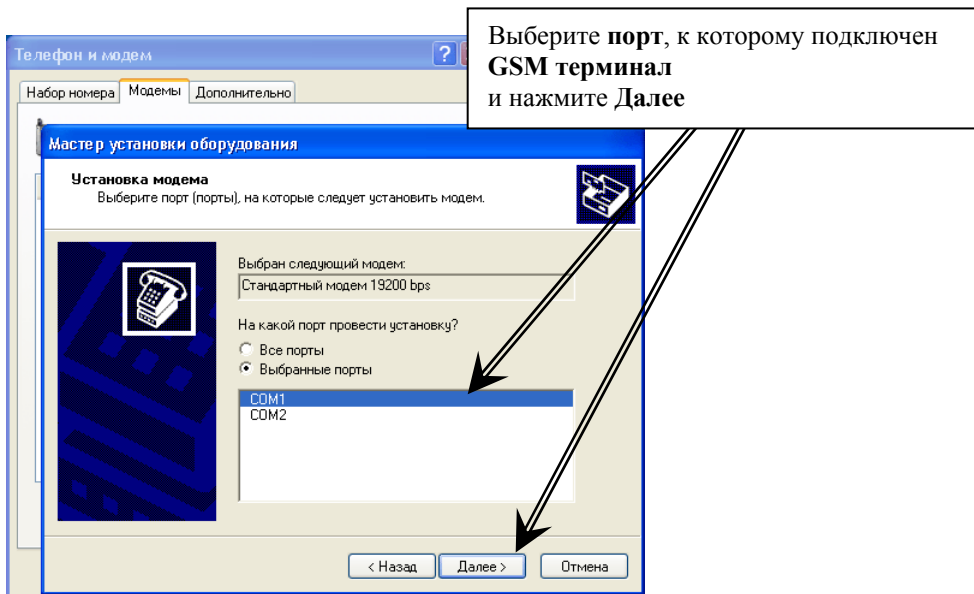 Выберите порт, к которому подключен
GSM терминал
и нажмите Далее
Телефон и модем
Набор номера Модемы Дополнительно
Мастер установки оборудования
Установка модема
Выберите порт (порты), на которые следует установить модем.
Выбран следующий модем:
Стандартный модем 19200 bps
На какой порт провести установку?
Все порты
Выбранные порты
COM1
COM2
< Назад Далее > Отмена